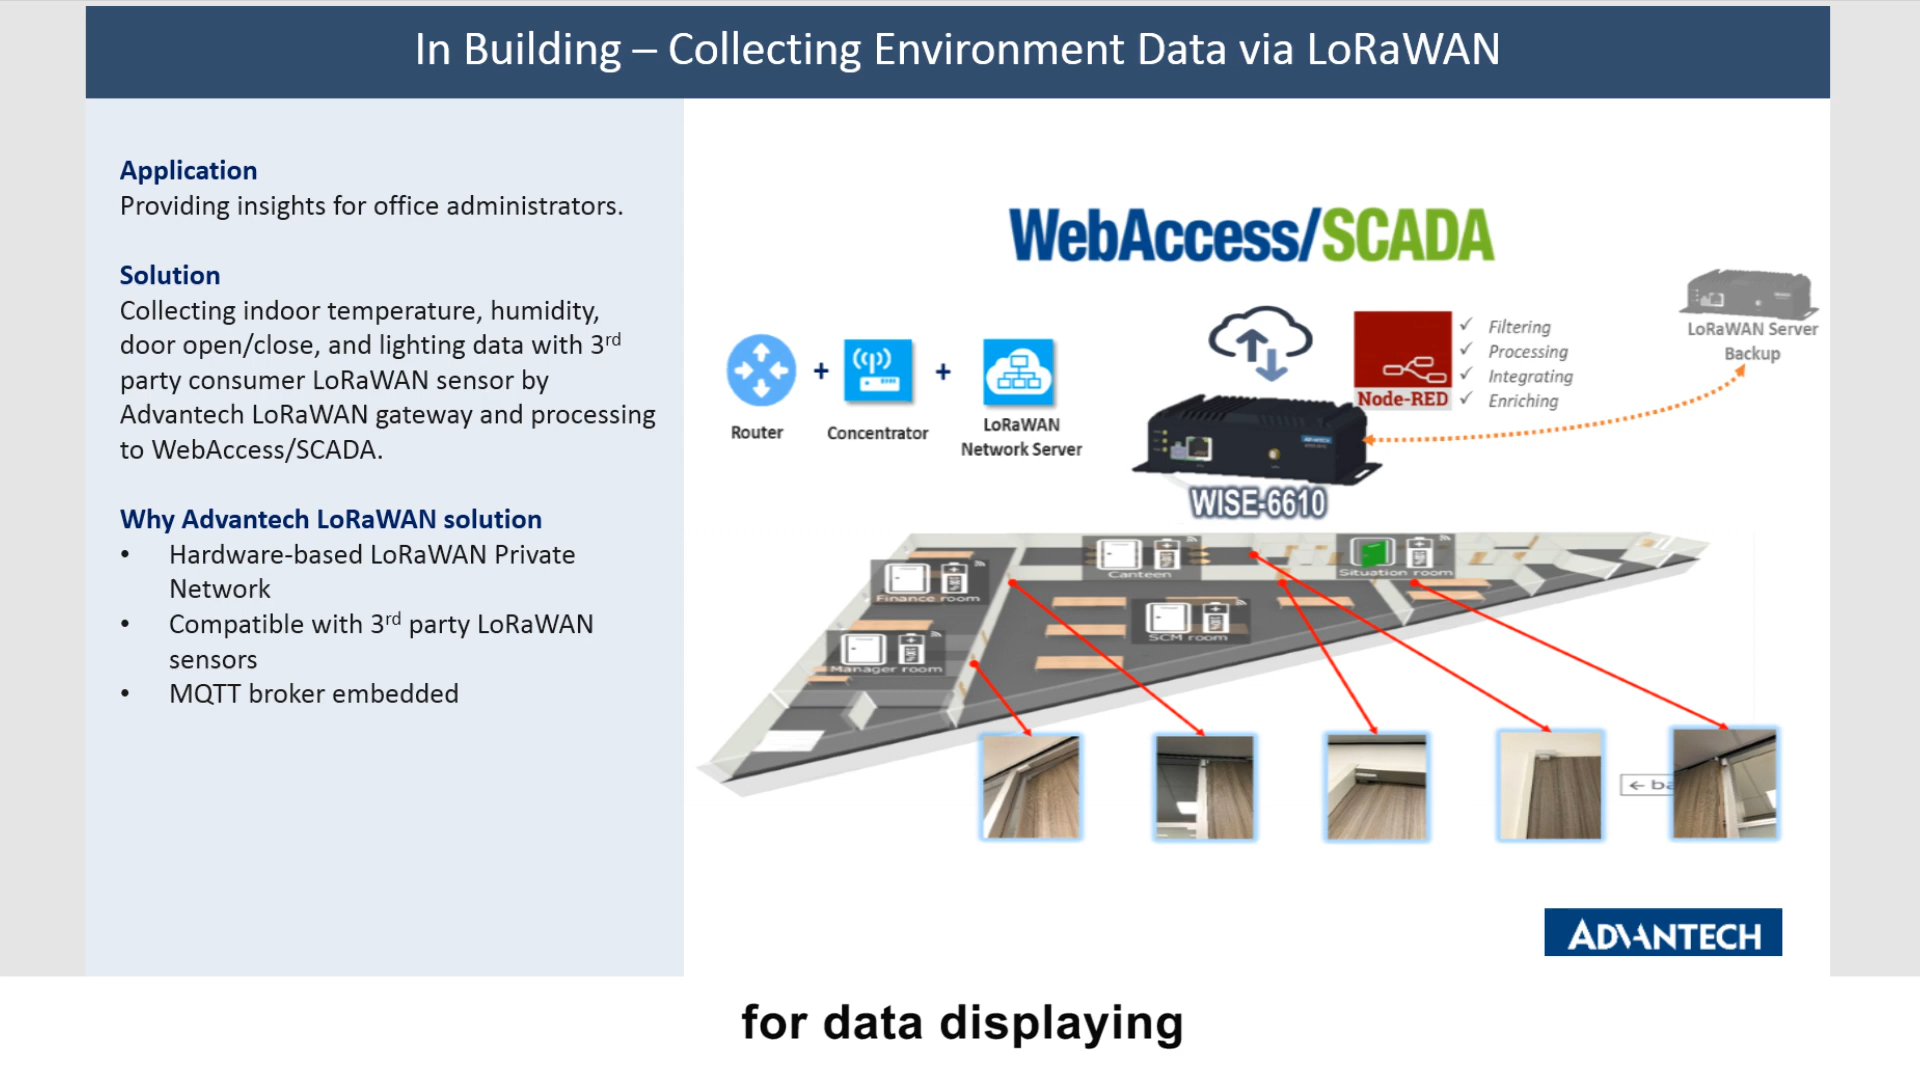 In Building – Collecting Environment Data via LoRaWAN
Application
Providing insights for office administrators.
Solution
Collecting indoor temperature, humidity,
door open/close, and lighting data with 3rd
party consumer LoRaWAN sensor by
Advantech LoRaWAN gateway and processing
to WebAccess/SCADA.
Why Advantech LoRaWAN solution
• Hardware-based LoRaWAN Private
Network
• Compatible with 3rd party LoRaWAN
sensors
• MQTT broker embedded
WebAccess/SCADA
Router
+
Concentrator
+
LoRaWAN
Network Server
Node-RED
✓ Filtering
✓ Processing
✓ Integrating
✓ Enriching
LoRaWAN Server
Backup
ADVANTECH
WISE-6610
Finance room
Canteen
Situation room
SCM room
Manager room
← ba
ADVANTECH
for data displaying